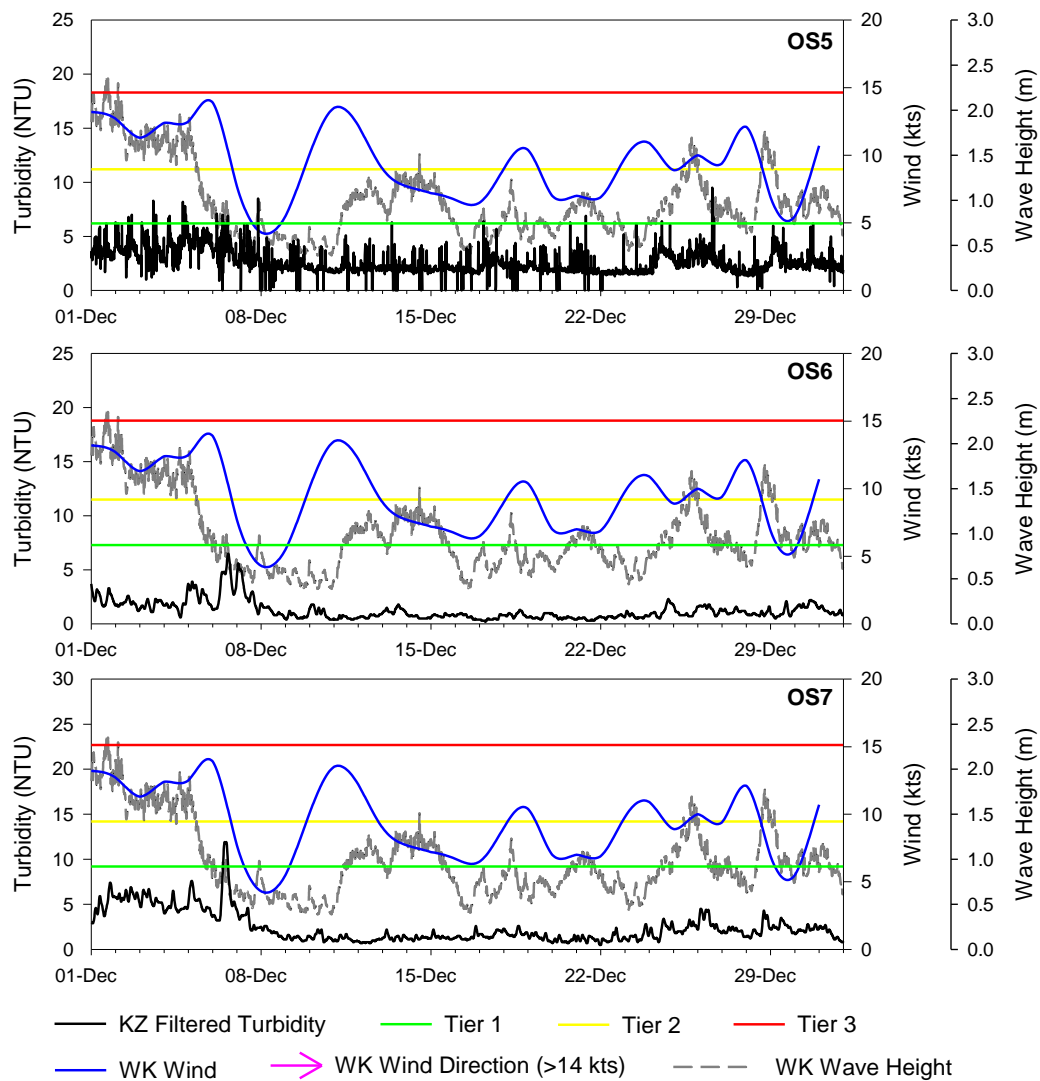 OS5
Turbidity (NTU)
25
20
15
10
5
0
01-Dec
08-Dec
15-Dec
22-Dec
29-Dec
20
15
10
5
0
Wind (kts)
3.0
2.5
2.0
1.5
1.0
0.5
0.0
Wave Height (m)
OS6
Turbidity (NTU)
25
20
15
10
5
0
01-Dec
08-Dec
15-Dec
22-Dec
29-Dec
20
15
10
5
0
Wind (kts)
3.0
2.5
2.0
1.5
1.0
0.5
0.0
Wave Height (m)
OS7
Turbidity (NTU)
30
25
20
15
10
5
0
01-Dec
08-Dec
15-Dec
22-Dec
29-Dec
20
15
10
5
0
Wind (kts)
3.0
2.5
2.0
1.5
1.0
0.5
0.0
Wave Height (m)
KZ Filtered Turbidity
Tier 1
Tier 2
Tier 3
WK Wind
WK Wind Direction (>14 kts)
WK Wave Height